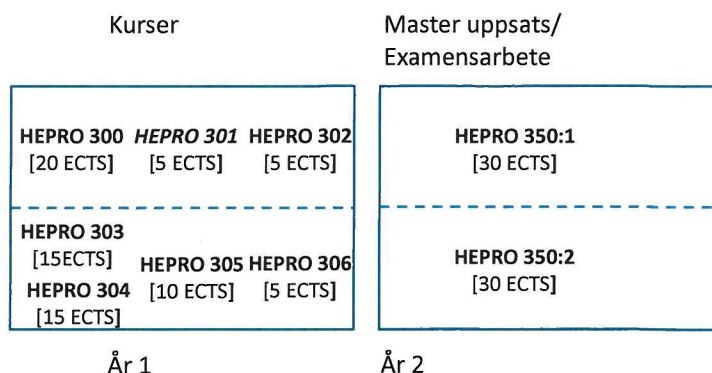 Kurser
Master uppsats/
Examensarbete
HEPRO 300 HEPRO 301 HEPRO 302
[20 ECTS] [5 ECTS] [5 ECTS]
HEPRO 350:1
[30 ECTS]
HEPRO 303
[15ECTS]
HEPRO 304
[15 ECTS]
HEPRO 305 HEPRO 306
[10 ECTS] [5 ECTS]
HEPRO 350:2
[30 ECTS]
År 1
År 2